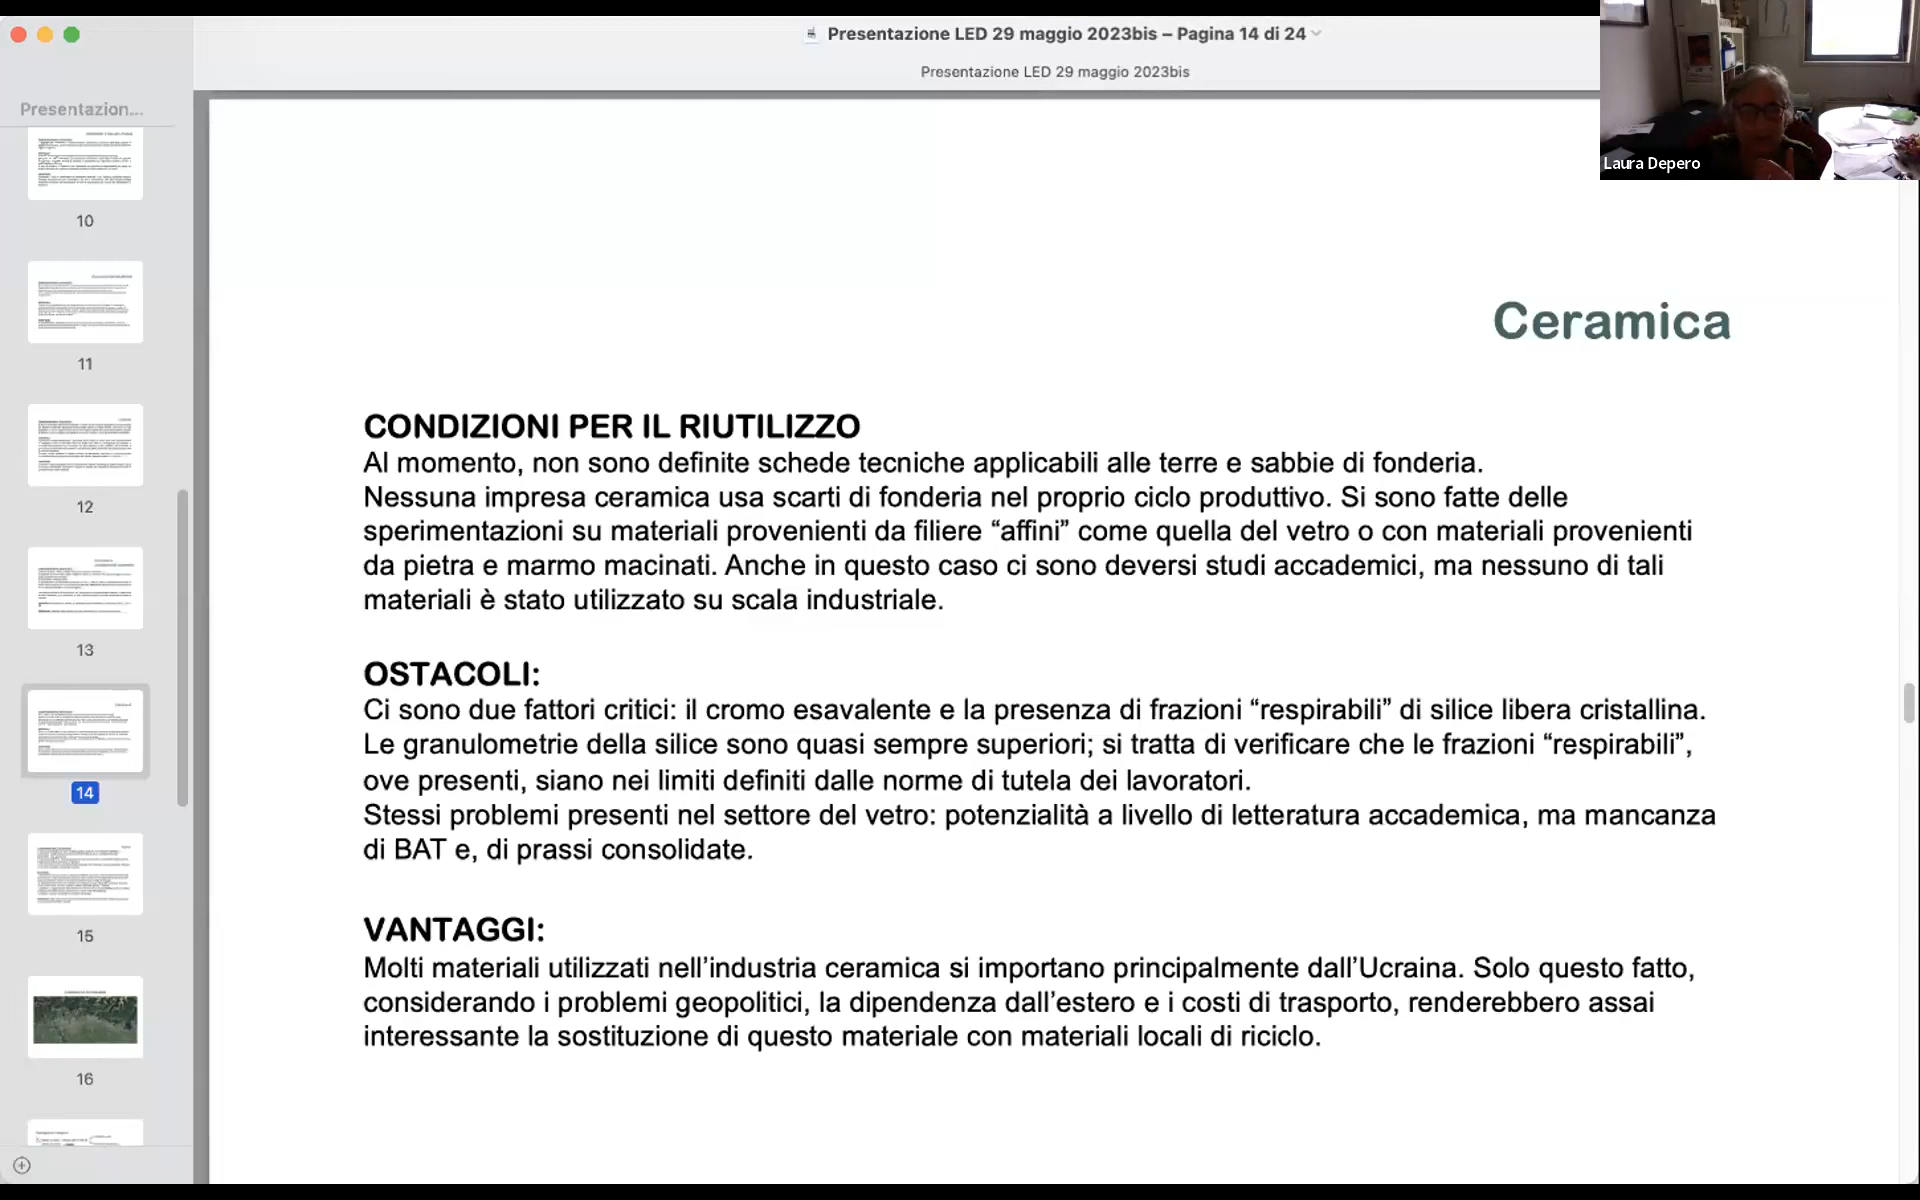 Presentazione LED 29 maggio 2023bis – Pagina 14 di 24
Presentazione LED 29 maggio 2023bis
Presentazion...
10
11
12
13
14
15
16
Laura Depero
Ceramica
CONDIZIONI PER IL RIUTILIZZO
Al momento, non sono definite schede tecniche applicabili alle terre e sabbie di fonderia.
Nessuna impresa ceramica usa scarti di fonderia nel proprio ciclo produttivo. Si sono fatte delle
sperimentazioni su materiali provenienti da filiere “affini” come quella del vetro o con materiali provenienti
da pietra e marmo macinati. Anche in questo caso ci sono deversi studi accademici, ma nessuno di tali
materiali è stato utilizzato su scala industriale.
OSTACOLI:
Ci sono due fattori critici: il cromo esavalente e la presenza di frazioni “respirabili” di silice libera cristallina.
Le granulometrie della silice sono quasi sempre superiori; si tratta di verificare che le frazioni “respirabili”,
ove presenti, siano nei limiti definiti dalle norme di tutela dei lavoratori.
Stessi problemi presenti nel settore del vetro: potenzialità a livello di letteratura accademica, ma mancanza
di BAT e, di prassi consolidate.
VANTAGGI:
Molti materiali utilizzati nell’industria ceramica si importano principalmente dall’Ucraina. Solo questo fatto,
considerando i problemi geopolitici, la dipendenza dall’estero e i costi di trasporto, renderebbero assai
interessante la sostituzione di questo materiale con materiali locali di riciclo.